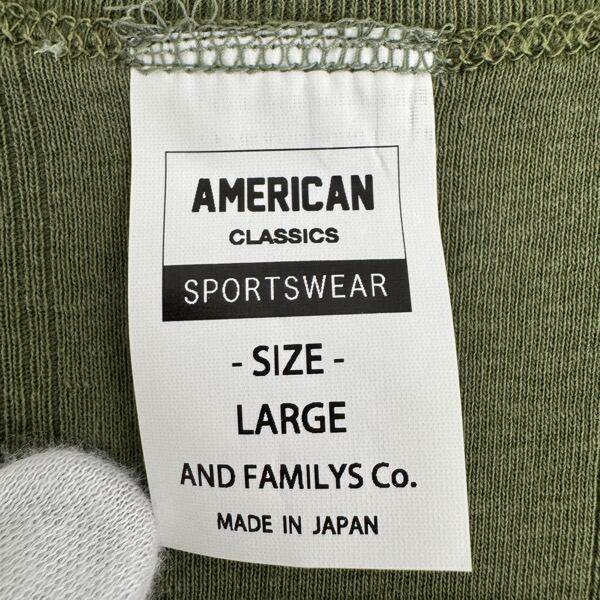 AMERICAN
CLASSICS
SPORTSWEAR
- SIZE -
LARGE
AND FAMILYS Co.
MADE IN JAPAN